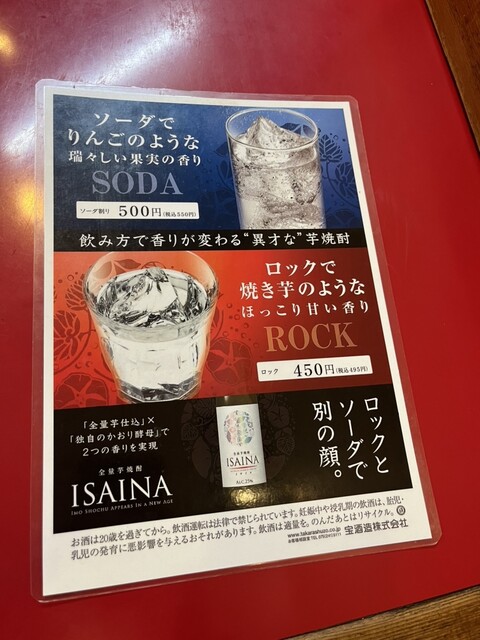 ソーダで
りんごのような
瑞々しい果実の香り
SODA
ソーダ割り 500円(税込550円)
飲み方で香りが変わる“異才な”芋焼酎
ロックで
焼き芋のような
ほっこり甘い香り
ROCK
ロック 450円(税込495円)
「全量芋仕込」×
「独自のかおり酵母」で
2つの香りを実現
全量芋焼酎
ISAINA
IMO SHOCHU APPEARS IN A NEW AGE
全量芋焼酎
ISAINA
ALC.25%
ロックと
ソーダで
別の顔。
お酒は20歳を過ぎてから。飲酒運転は法律で禁じられています。妊娠中や授乳期の飲酒は、胎児・
乳児の発育に悪影響を与えるおそれがあります。飲酒は適量を。のんだあとはリサイクル。
www.takarashuzo.co.jp
宝酒造株式会社